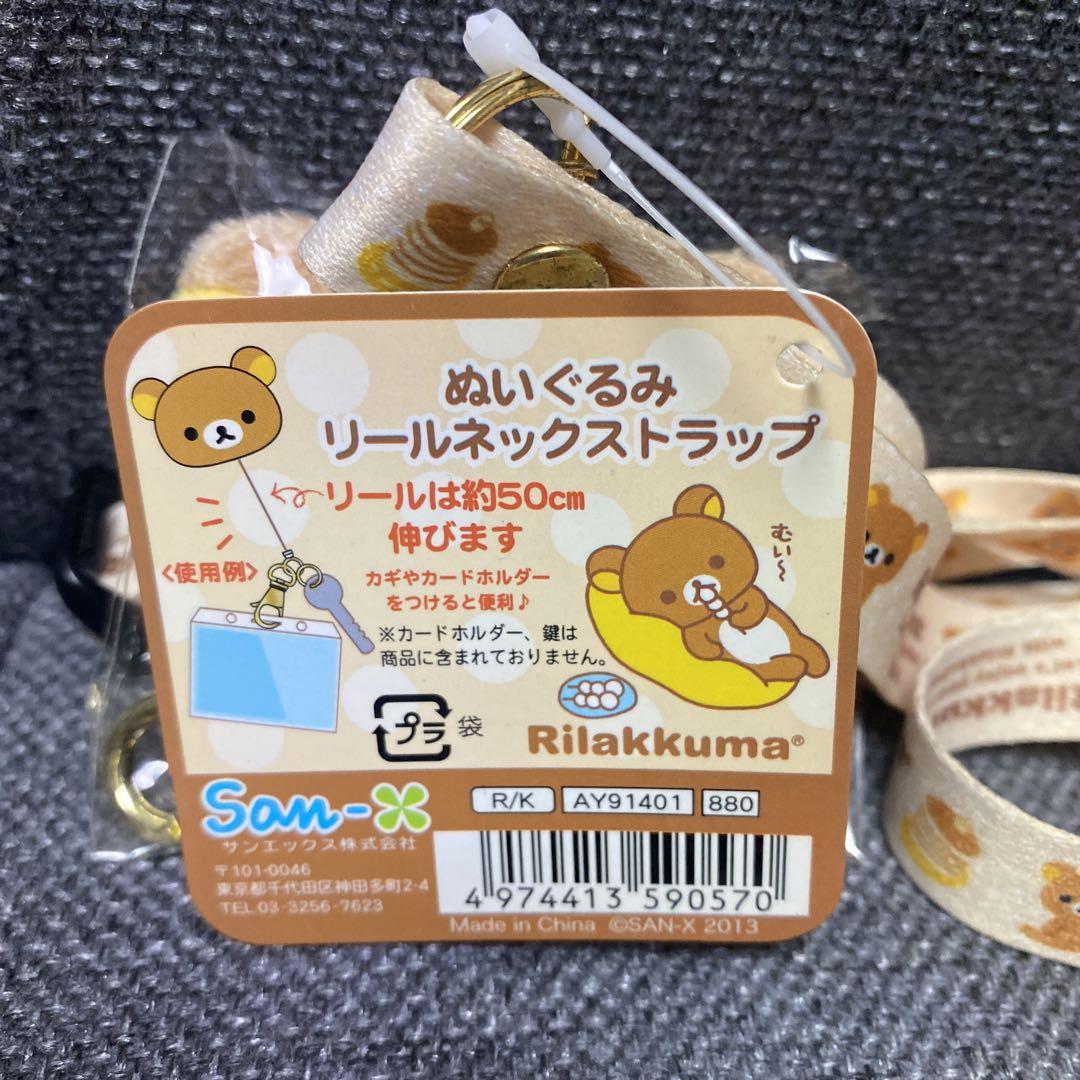 ぬいぐるみ
リールネックストラップ
リールは約50cm
伸びます
<使用例>
カギやカードホルダー
をつけると便利♪
※カードホルダー、鍵は
商品に含まれておりません。
むい～
プラ 袋
Rilakkuma®
San-X
サンエックス株式会社
〒101-0046
東京都千代田区神田多町2-4
TEL.03-3256-7623
R/K AY91401 880
4 974413 590570
Made in China ©SAN-X 2013
Rilakkuma